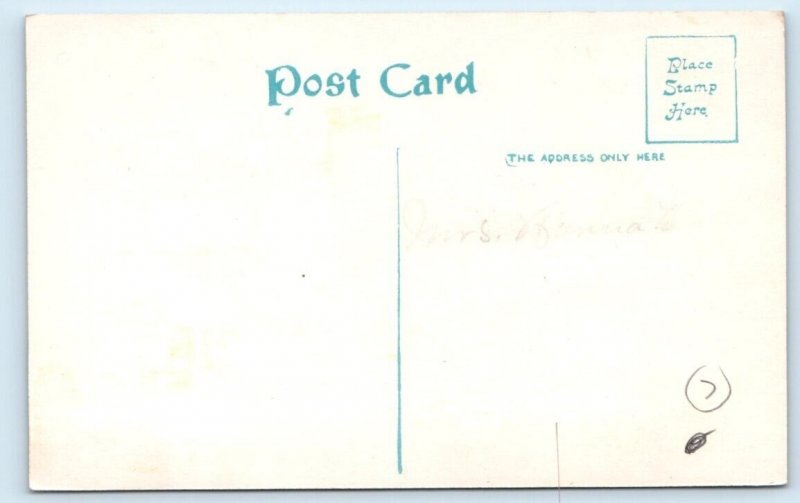 Post Card
Place
Stamp
Here
THE ADDRESS ONLY HERE
Mrs.